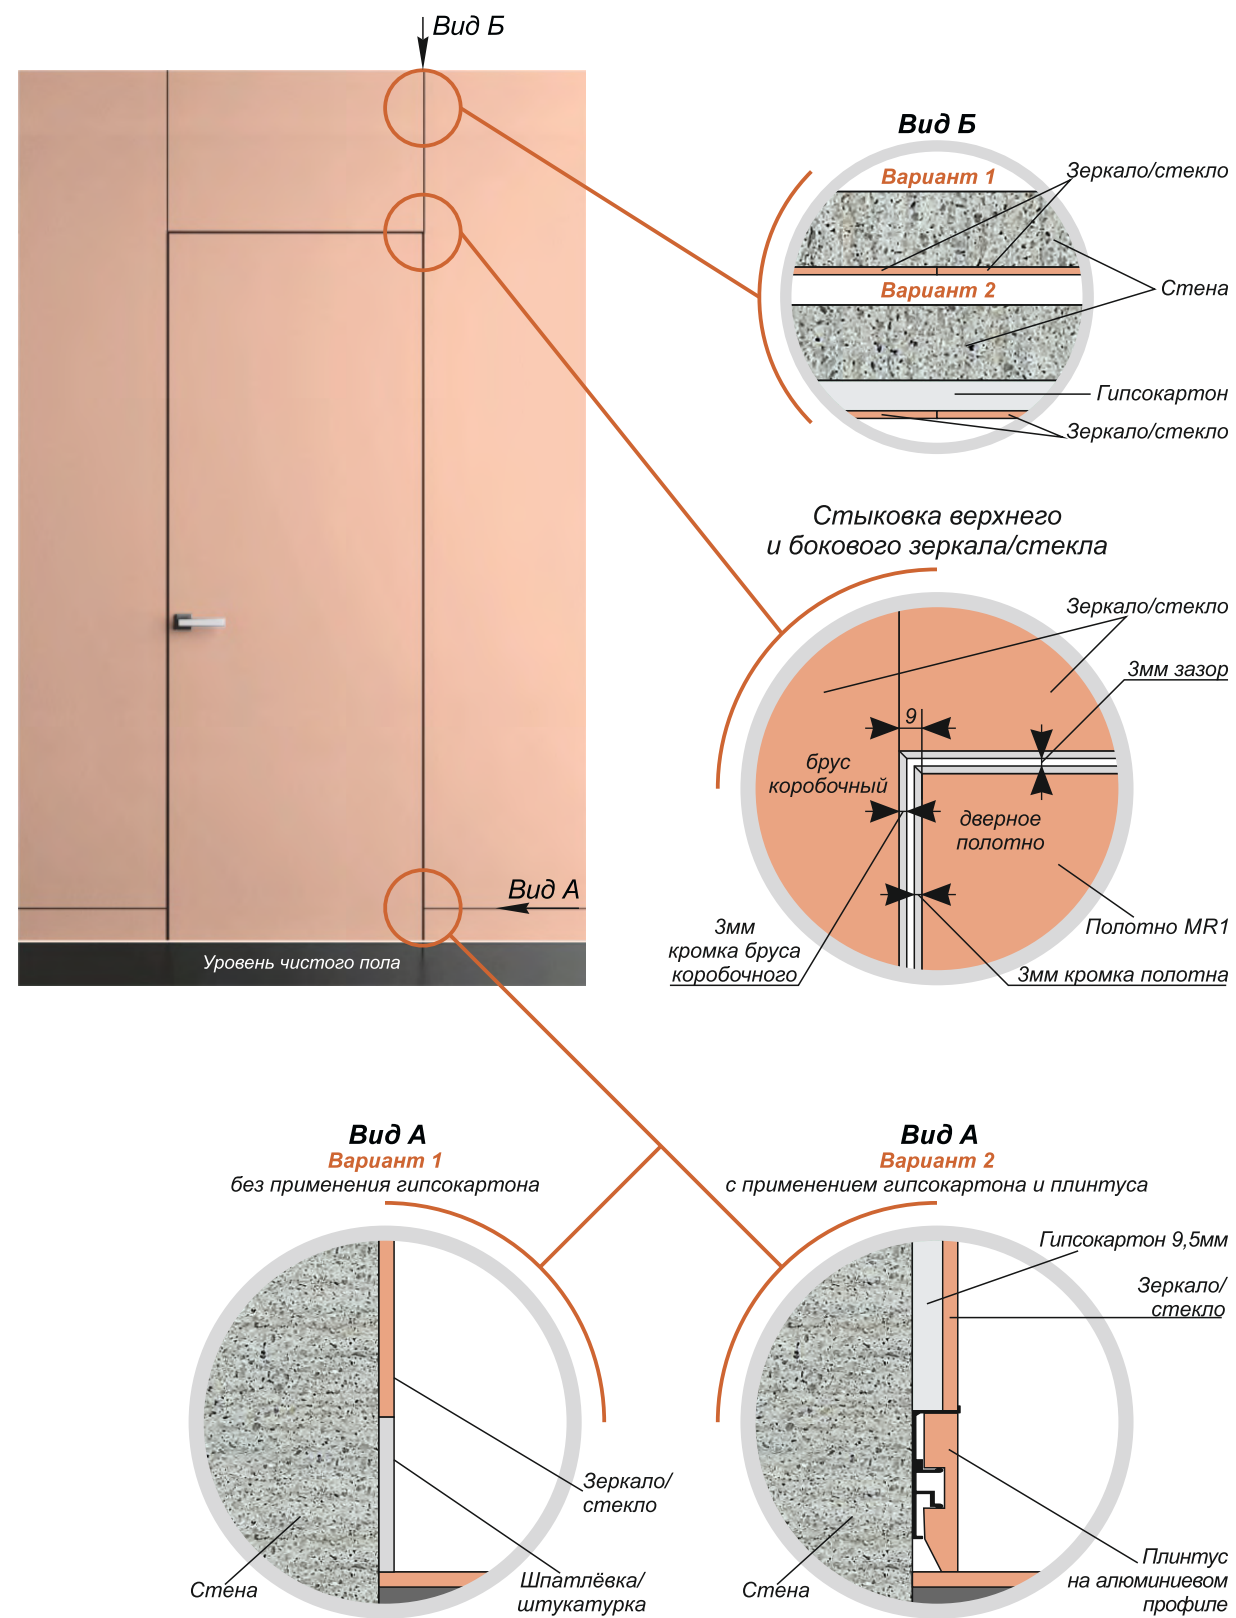 Вид Б
Вид Б
Вариант 1
Зеркало/стекло
Вариант 2
Стена
Гипсокартон
Зеркало/стекло
Стыковка верхнего
и бокового зеркала/стекла
Зеркало/стекло
3мм зазор
9
брус
коробочный
дверное
полотно
Полотно MR1
3мм
кромка бруса
коробочного
3мм кромка полотна
Вид А
Уровень чистого пола
Вид А
Вариант 1
без применения гипсокартона
Зеркало/
стекло
Стена
Шпатлёвка/
штукатурка
Вид А
Вариант 2
с применением гипсокартона и плинтуса
Гипсокартон 9,5мм
Зеркало/
стекло
Стена
Плинтус
на алюминиевом
профиле